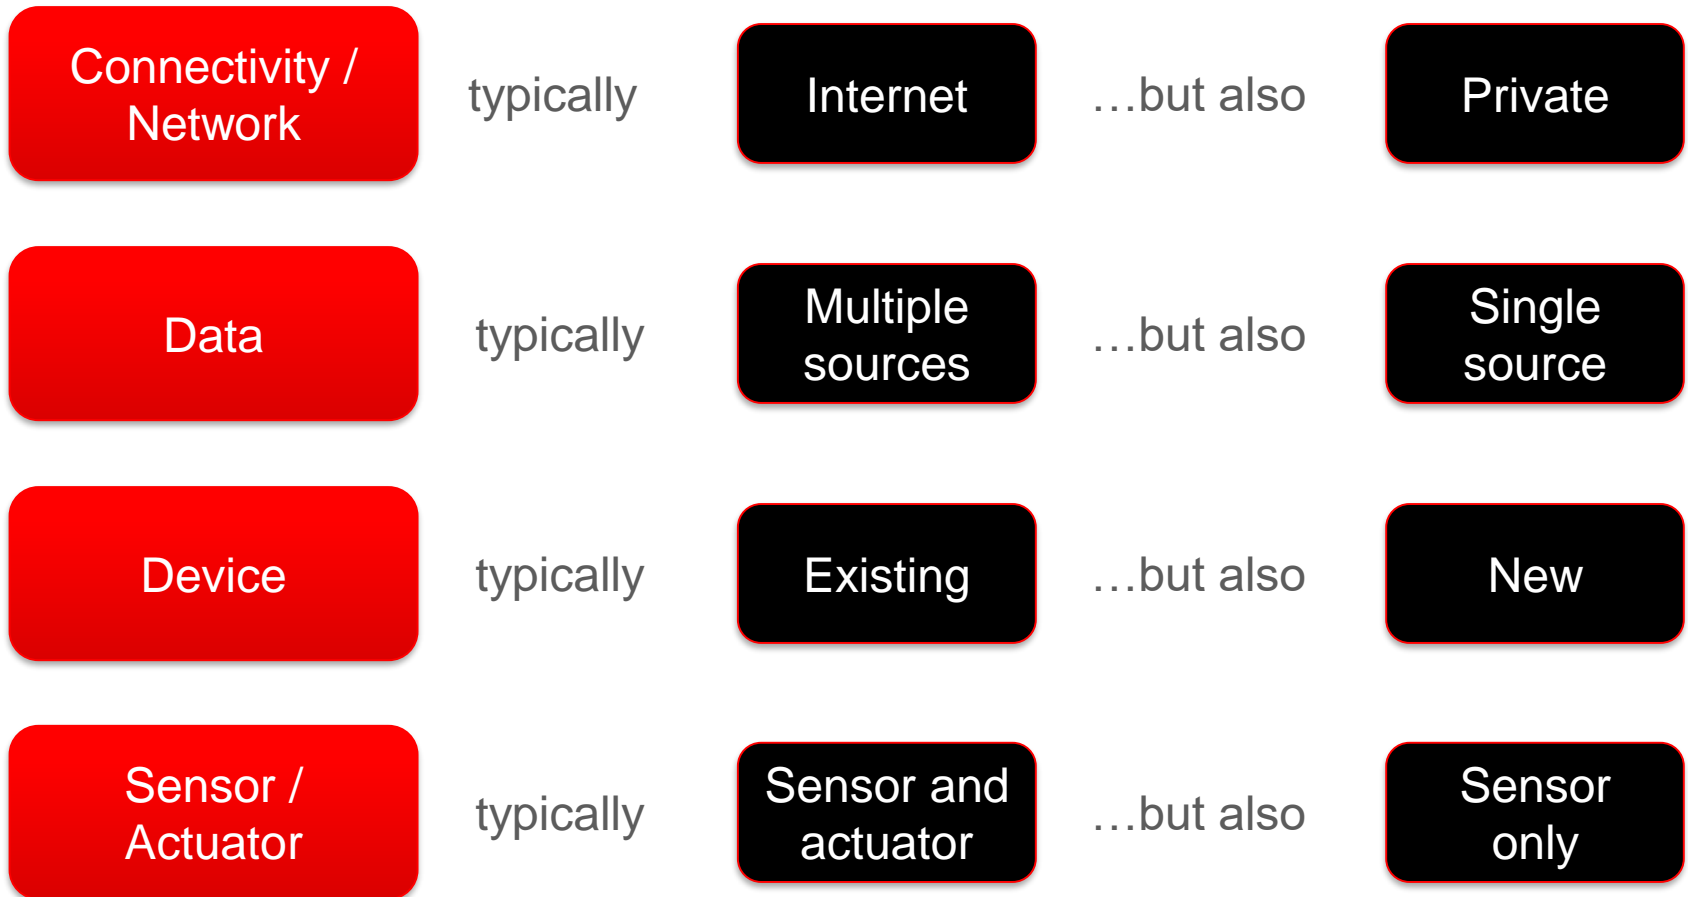 Connectivity /
Network
typically
Internet
…but also
Private
Data
typically
Multiple
sources
…but also
Single
source
Device
typically
Existing
…but also
New
Sensor /
Actuator
typically
Sensor and
actuator
…but also
Sensor
only